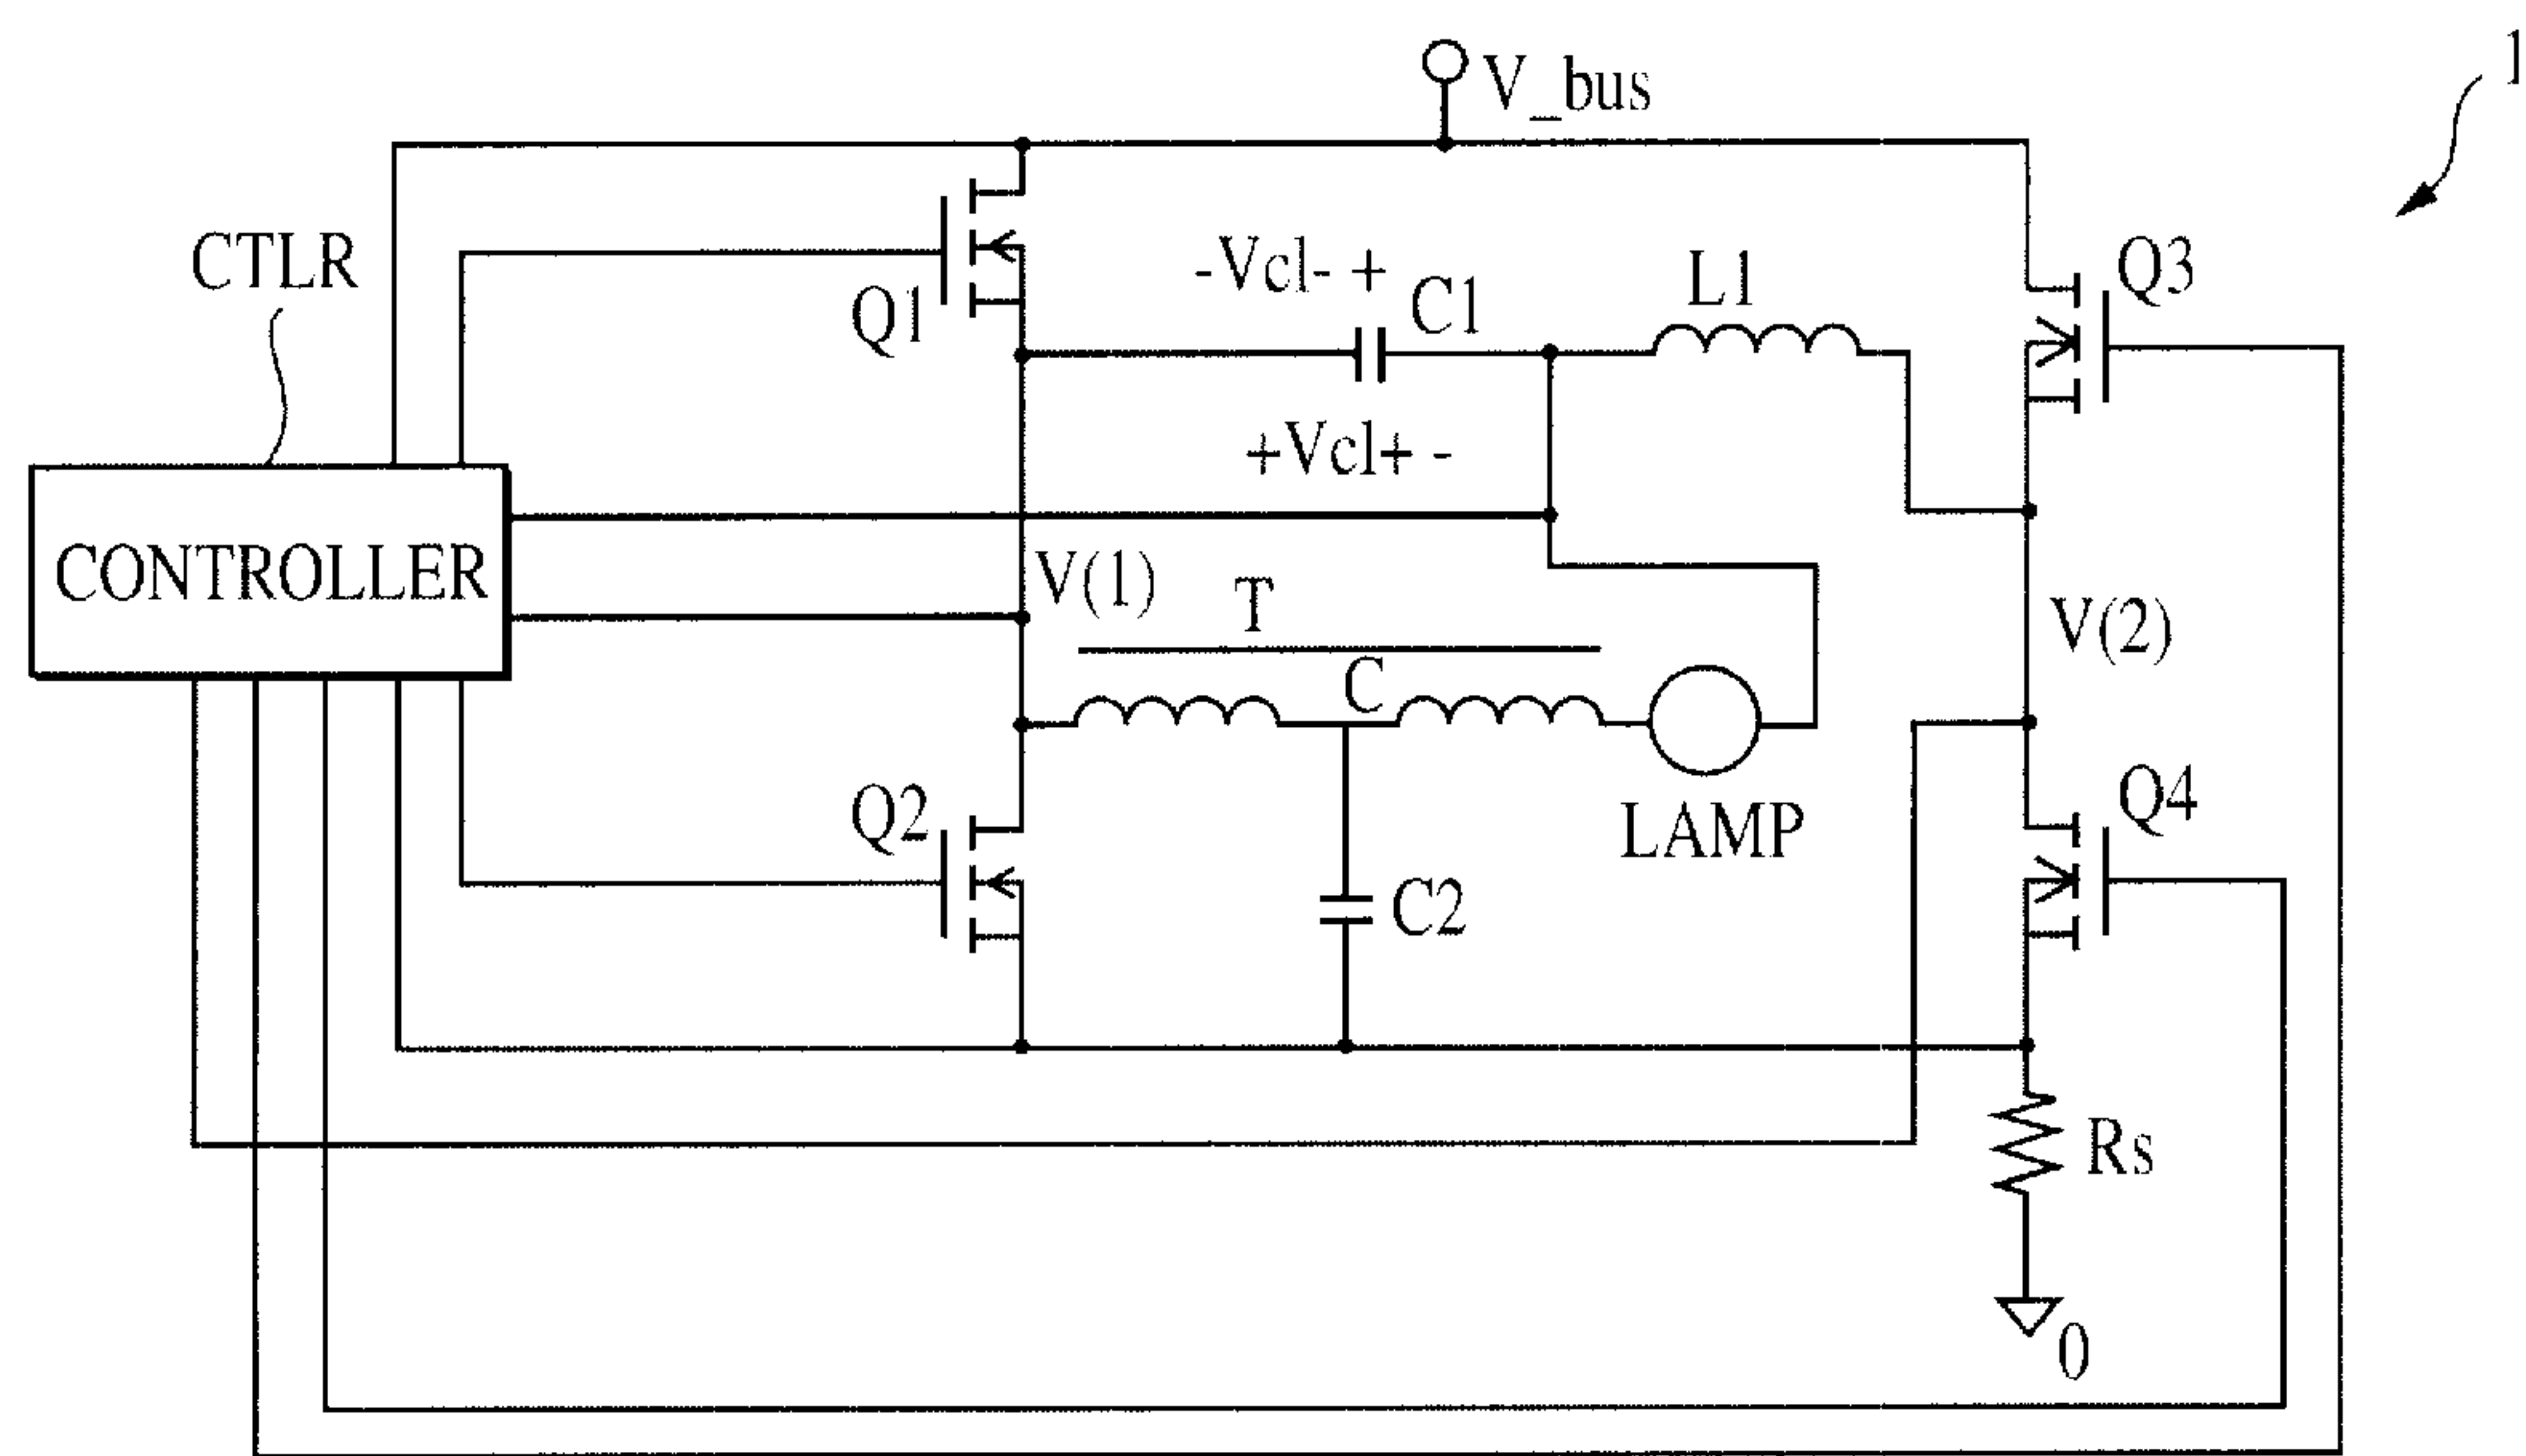 1
V_bus
CTLR
Q1
-Vcl- +
C1
L1
Q3
+Vcl+ -
CONTROLLER
V(1)
T
V(2)
C
Q2
LAMP
Q4
C2
Rs
0